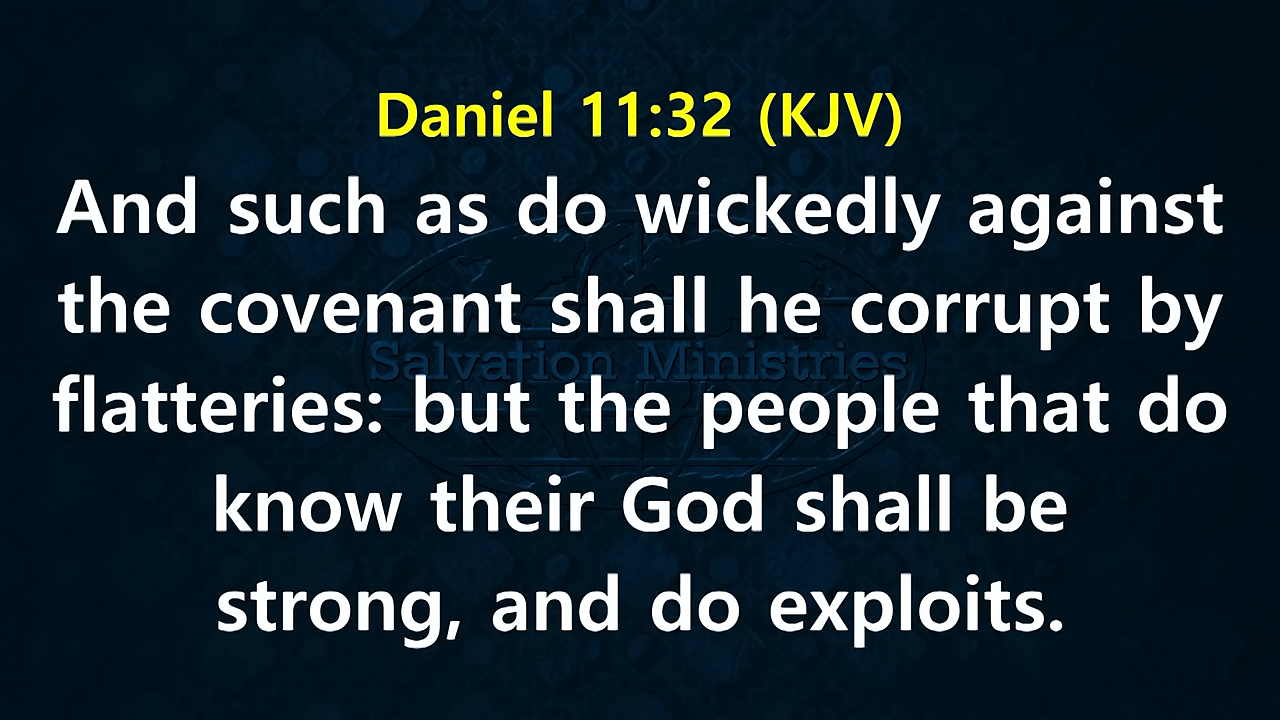 Daniel 11:32 (KJV)
And such as do wickedly against
the covenant shall he corrupt by
flatteries: but the people that do
know their God shall be
strong, and do exploits.
Salvation Ministries